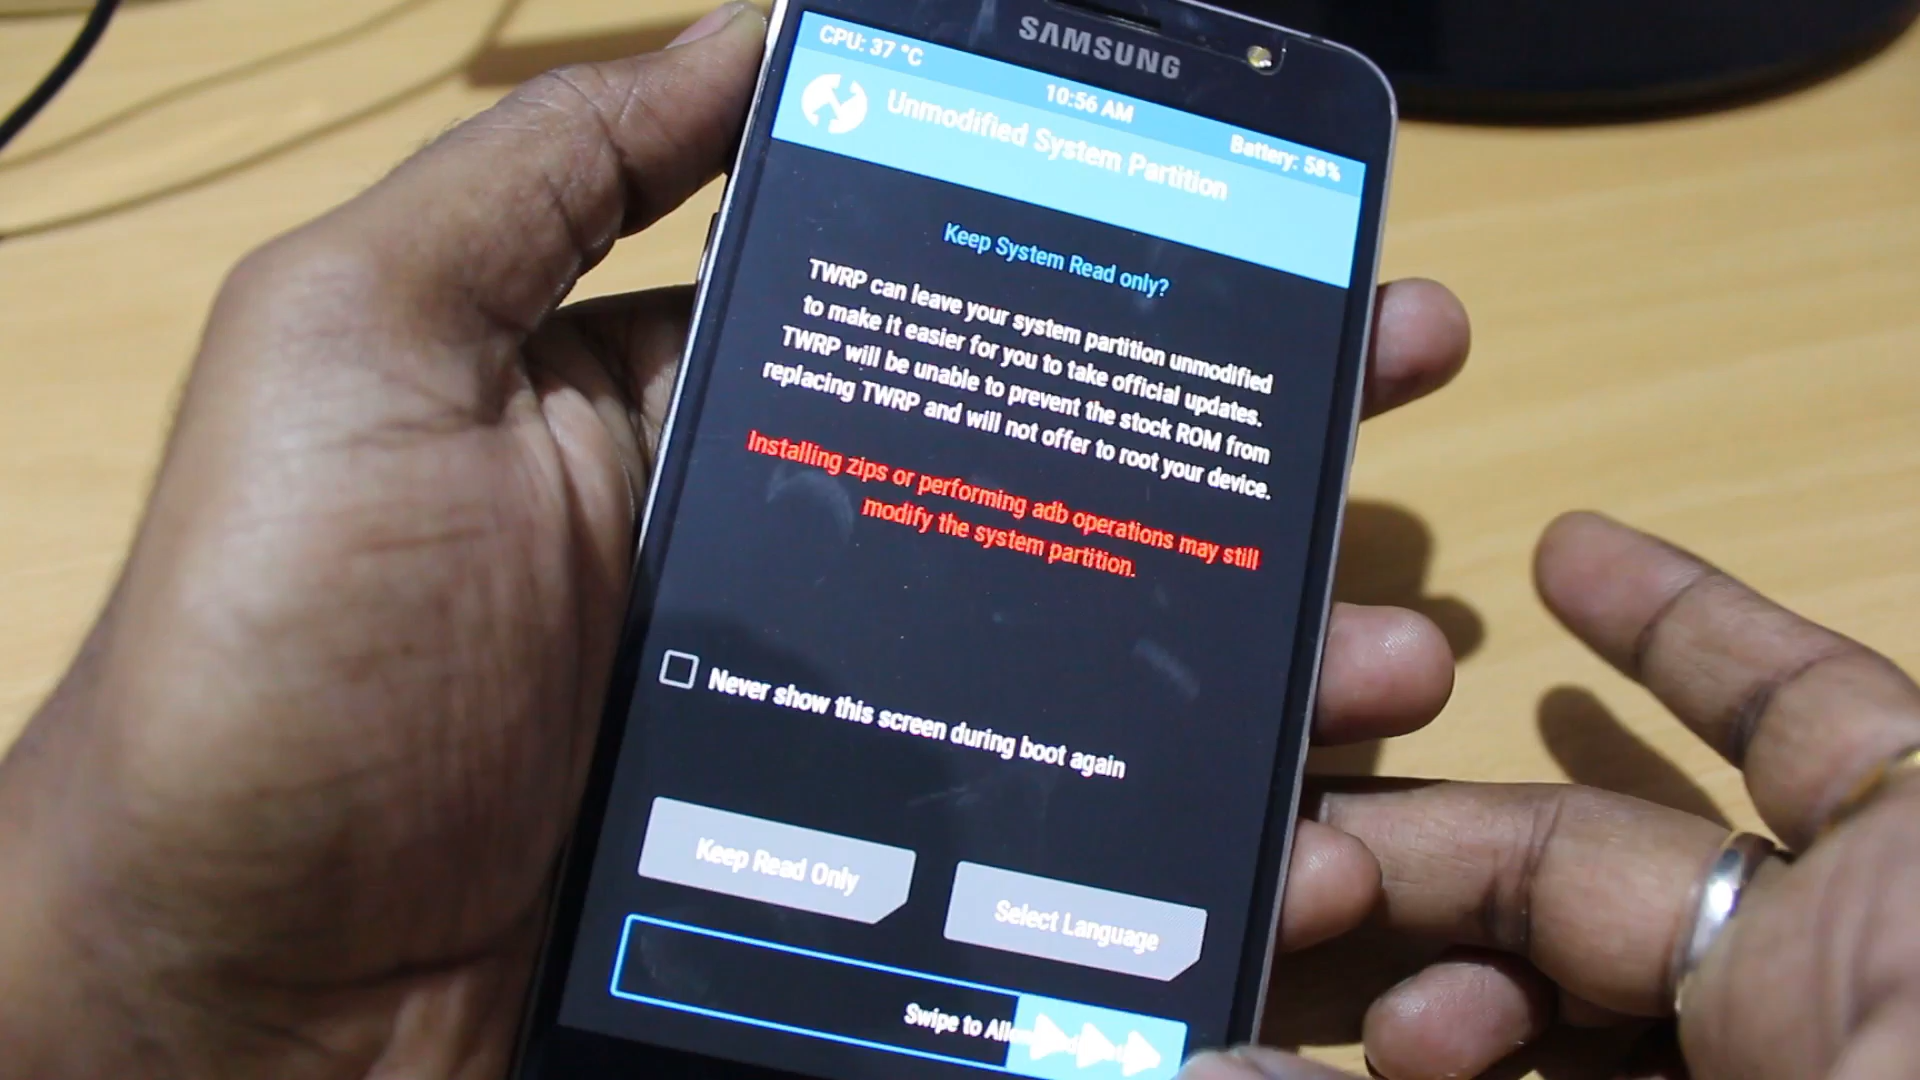 SAMSUNG
CPU: 37 °C
10:56 AM
Battery: 58%
Unmodified System Partition
Keep System Read only?
TWRP can leave your system partition unmodified
to make it easier for you to take official updates.
TWRP will be unable to prevent the stock ROM from
replacing TWRP and will not offer to root your device.
Installing zips or performing adb operations may still
modify the system partition.
Never show this screen during boot again
Keep Read Only
Select Language
Swipe to